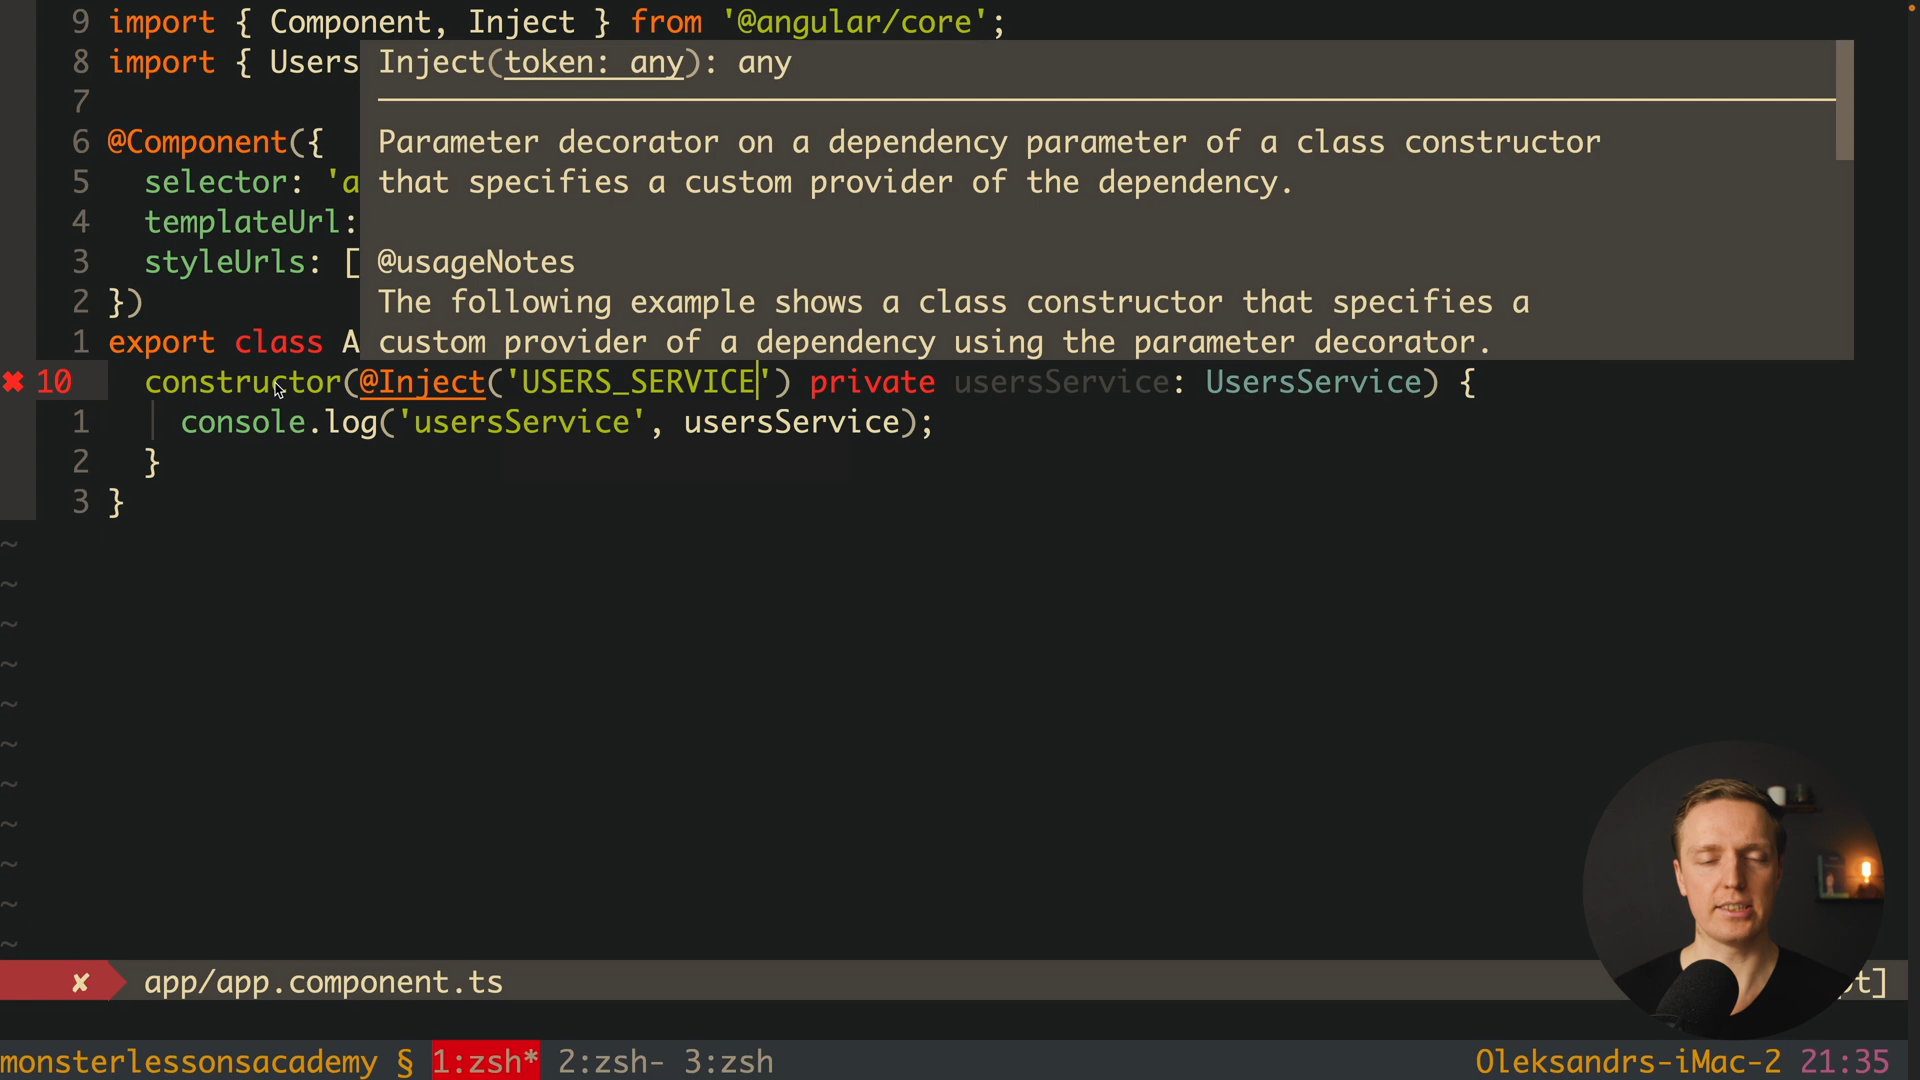 9 import { Component, Inject } from '@angular/core';
8 import { Users
Inject(token: any): any
7
6 @Component({
Parameter decorator on a dependency parameter of a class constructor
5 selector: 'a
that specifies a custom provider of the dependency.
4 templateUrl:
3 styleUrls: [
@usageNotes
2 })
The following example shows a class constructor that specifies a
1 export class A
custom provider of a dependency using the parameter decorator.
✖ 10 constructor(@Inject('USERS_SERVICE') private usersService: UsersService) {
1 console.log('usersService', usersService);
2 }
3 }
~
~
~
~
~
~
~
~
~
~
~
✘ app/app.component.ts
t]
monsterlessonsacademy § 1:zsh* 2:zsh- 3:zsh
Oleksandrs-iMac-2 21:35